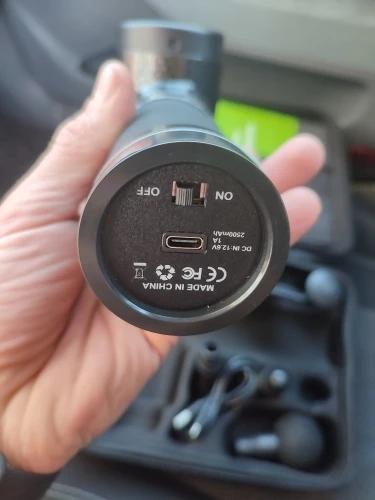 MADE IN CHINA
CE FC
DC IN:12.6V
1A
2500mAh
ON
OFF